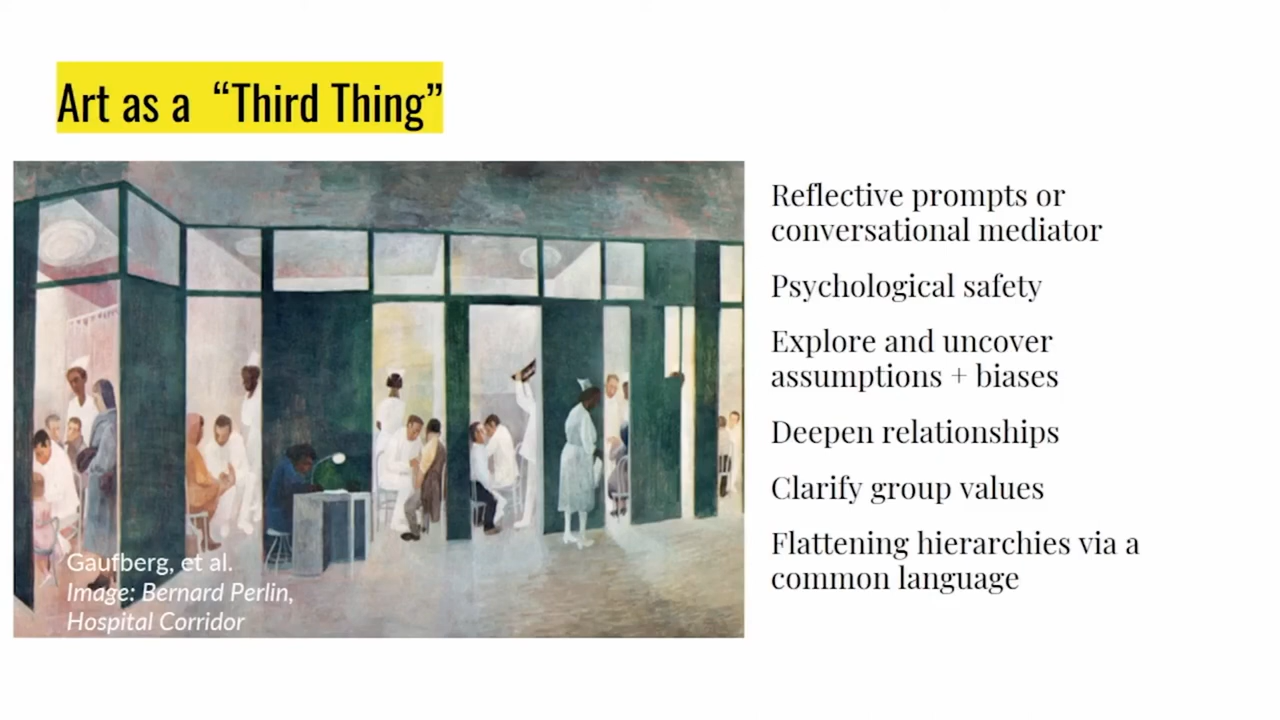 Art as a “Third Thing”
Reflective prompts or
conversational mediator
Psychological safety
Explore and uncover
assumptions + biases
Deepen relationships
Clarify group values
Flattening hierarchies via a
common language
Gaufberg, et al.
Image: Bernard Perlin,
Hospital Corridor